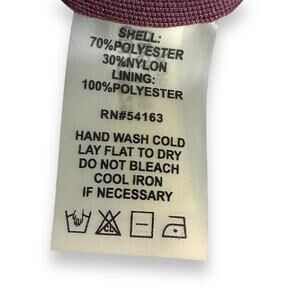 SHELL:
70%POLYESTER
30%NYLON
LINING:
100%POLYESTER
RN#54163
HAND WASH COLD
LAY FLAT TO DRY
DO NOT BLEACH
COOL IRON
IF NECESSARY
CL